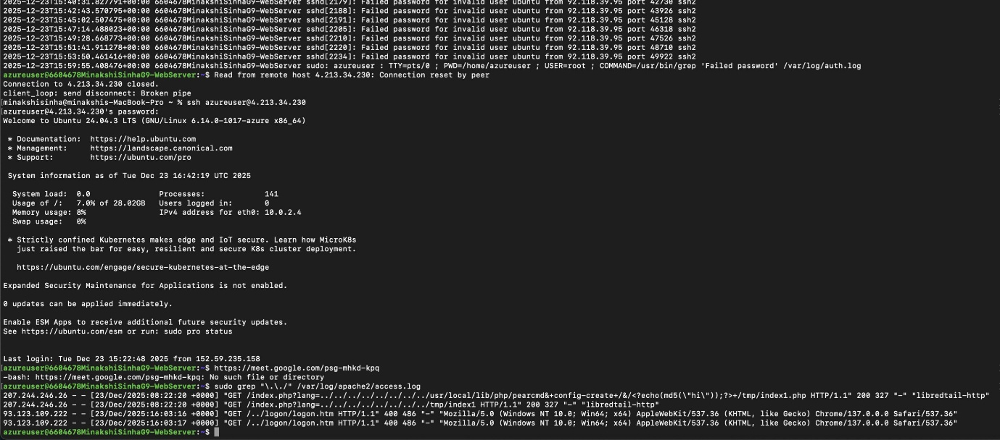 2025-12-23T15:40:31.827791+00:00 6604678MinakshiSinhaG9-WebServer sshd[2179]: Failed password for invalid user ubuntu from 92.118.39.95 port 42730 ssh2
2025-12-23T15:42:43.570795+00:00 6604678MinakshiSinhaG9-WebServer sshd[2188]: Failed password for invalid user ubuntu from 92.118.39.95 port 43926 ssh2
2025-12-23T15:45:02.507475+00:00 6604678MinakshiSinhaG9-WebServer sshd[2191]: Failed password for invalid user ubuntu from 92.118.39.95 port 45128 ssh2
2025-12-23T15:47:14.488023+00:00 6604678MinakshiSinhaG9-WebServer sshd[2205]: Failed password for invalid user ubuntu from 92.118.39.95 port 46318 ssh2
2025-12-23T15:49:28.668773+00:00 6604678MinakshiSinhaG9-WebServer sshd[2210]: Failed password for invalid user ubuntu from 92.118.39.95 port 47526 ssh2
2025-12-23T15:51:41.911278+00:00 6604678MinakshiSinhaG9-WebServer sshd[2220]: Failed password for invalid user ubuntu from 92.118.39.95 port 48710 ssh2
2025-12-23T15:53:50.461416+00:00 6604678MinakshiSinhaG9-WebServer sshd[2234]: Failed password for invalid user ubuntu from 92.118.39.95 port 49922 ssh2
2025-12-23T15:59:55.408476+00:00 6604678MinakshiSinhaG9-WebServer sudo: azureuser : TTY=pts/0 ; PWD=/home/azureuser ; USER=root ; COMMAND=/usr/bin/grep 'Failed password' /var/log/auth.log
azureuser@6604678MinakshiSinhaG9-WebServer:~$ Read from remote host 4.213.34.230: Connection reset by peer
Connection to 4.213.34.230 closed.
client_loop: send disconnect: Broken pipe
[minakshisinha@minakshis-MacBook-Pro ~ % ssh azureuser@4.213.34.230
[azureuser@4.213.34.230's password:
Welcome to Ubuntu 24.04.3 LTS (GNU/Linux 6.14.0-1017-azure x86_64)
* Documentation:  https://help.ubuntu.com
* Management:     https://landscape.canonical.com
* Support:        https://ubuntu.com/pro
System information as of Tue Dec 23 16:42:19 UTC 2025
System load:  0.0               Processes:             141
Usage of /:   7.0% of 28.02GB   Users logged in:       0
Memory usage: 8%                IPv4 address for eth0: 10.0.2.4
Swap usage:   0%
* Strictly confined Kubernetes makes edge and IoT secure. Learn how MicroK8s
just raised the bar for easy, resilient and secure K8s cluster deployment.
https://ubuntu.com/engage/secure-kubernetes-at-the-edge
Expanded Security Maintenance for Applications is not enabled.
0 updates can be applied immediately.
Enable ESM Apps to receive additional future security updates.
See https://ubuntu.com/esm or run: sudo pro status
Last login: Tue Dec 23 15:22:48 2025 from 152.59.235.158
[azureuser@6604678MinakshiSinhaG9-WebServer:~$ https://meet.google.com/psg-mhkd-kpq
-bash: https://meet.google.com/psg-mhkd-kpq: No such file or directory
[azureuser@6604678MinakshiSinhaG9-WebServer:~$ sudo grep "\.\./" /var/log/apache2/access.log
207.244.246.26 - - [23/Dec/2025:08:22:20 +0000] "GET /index.php?lang=../../../../../../../../usr/local/lib/php/pearcmd&+config-create+/&/<?echo(md5(\"hi\"));?>+/tmp/index1.php HTTP/1.1" 200 327 "-" "libredtail-http"
207.244.246.26 - - [23/Dec/2025:08:22:20 +0000] "GET /index.php?lang=../../../../../../../../tmp/index1 HTTP/1.1" 200 327 "-" "libredtail-http"
93.123.109.222 - - [23/Dec/2025:16:03:16 +0000] "GET /../logon/logon.htm HTTP/1.1" 400 486 "-" "Mozilla/5.0 (Windows NT 10.0; Win64; x64) AppleWebKit/537.36 (KHTML, like Gecko) Chrome/137.0.0.0 Safari/537.36"
93.123.109.222 - - [23/Dec/2025:16:03:17 +0000] "GET /../logon/logon.htm HTTP/1.1" 400 486 "-" "Mozilla/5.0 (Windows NT 10.0; Win64; x64) AppleWebKit/537.36 (KHTML, like Gecko) Chrome/137.0.0.0 Safari/537.36"
azureuser@6604678MinakshiSinhaG9-WebServer:~$